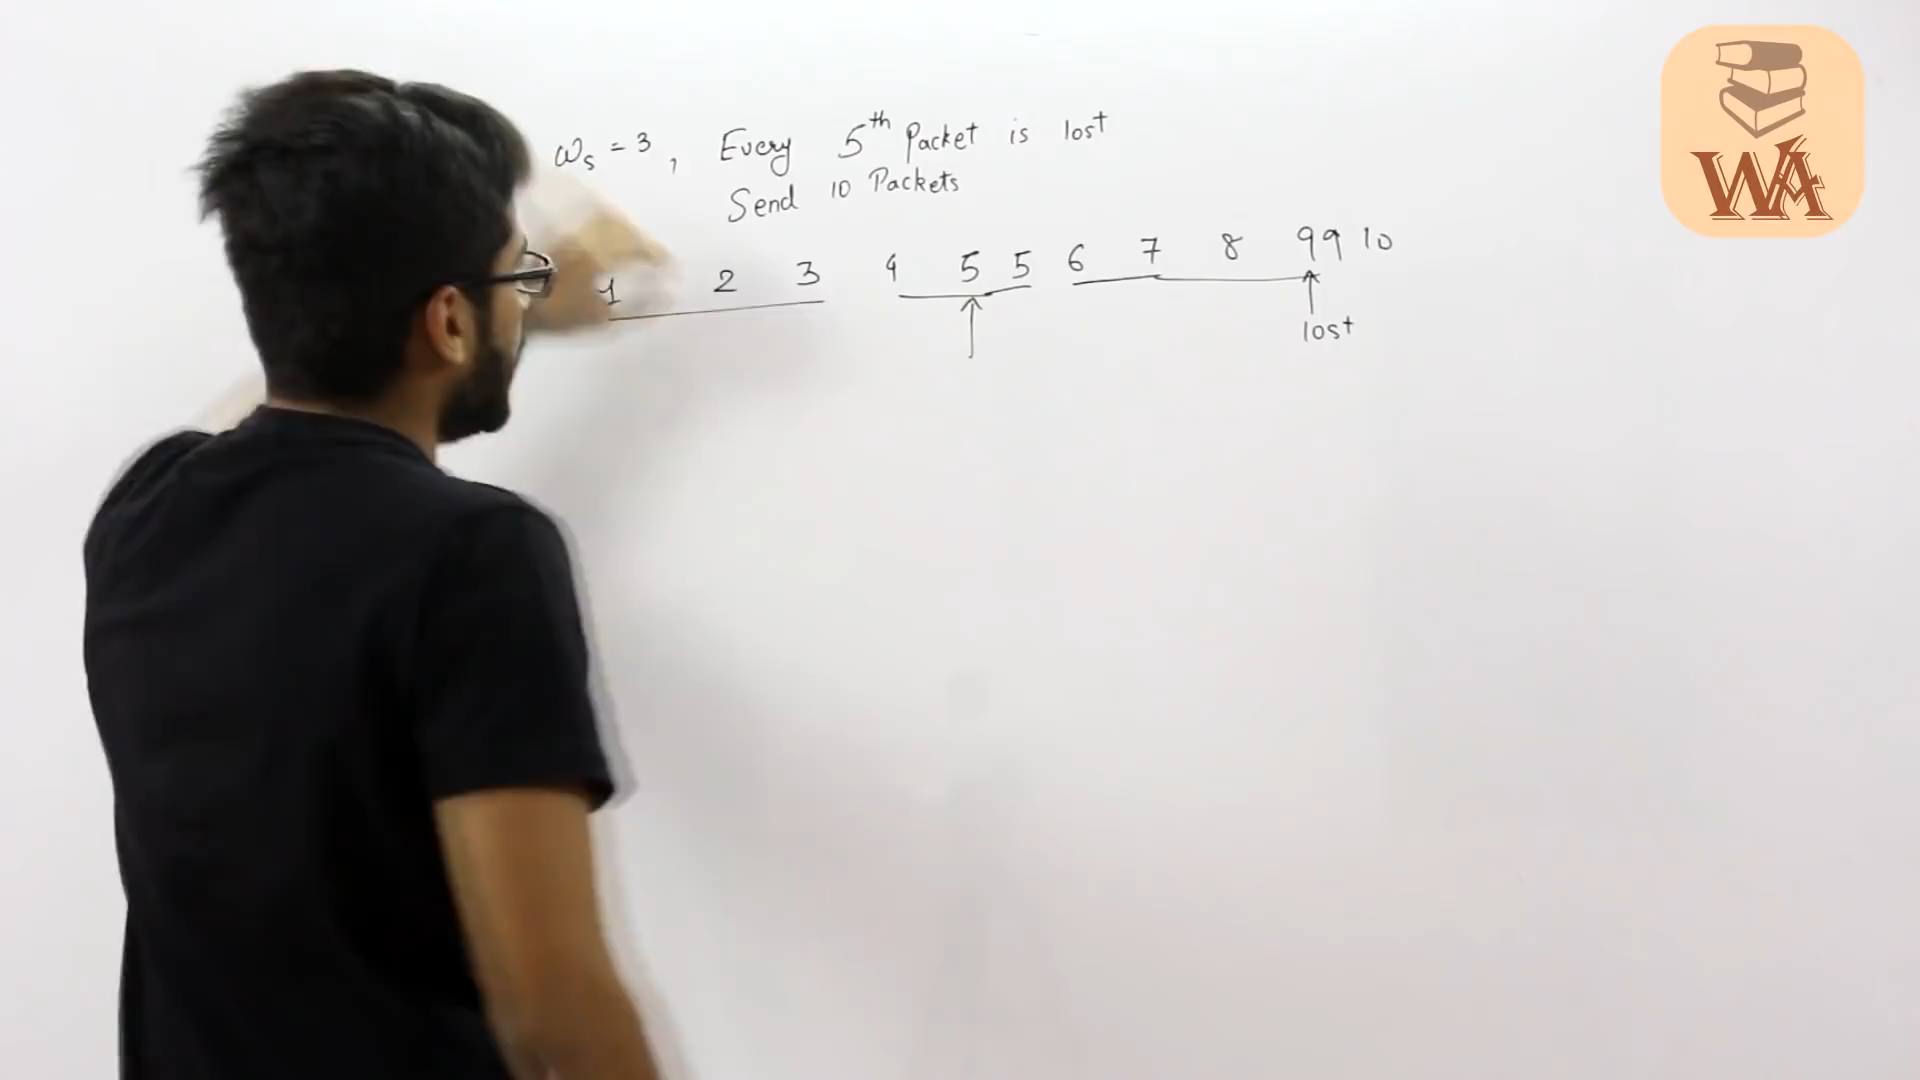 ws = 3, Every 5th Packet is lost
Send 10 Packets
1 2 3 4 5 5 6 7 8 9 9 10
lost
WA